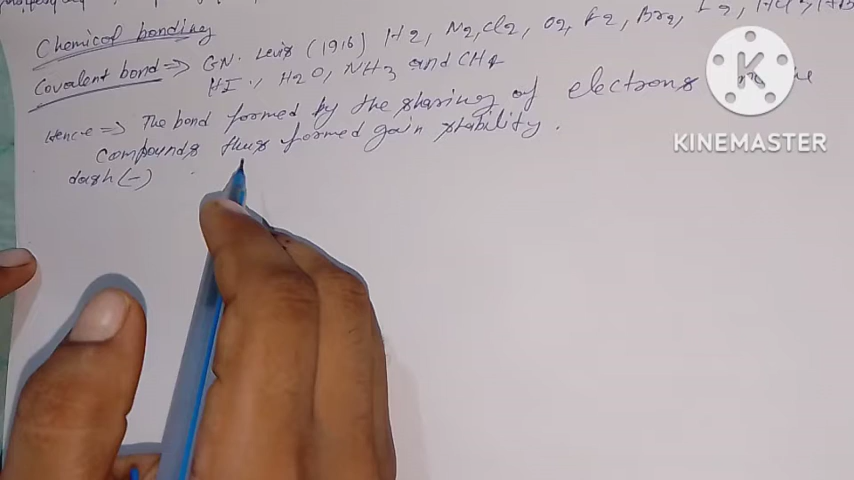 Chemical bonding
Covalent bond => G.N. Lewis (1916) H2, N2, Cl2, O2, F2, Br2, I2, HCl, HB
HI., H2O, NH3 and CH4
Hence => The bond formed by the sharing of electrons
compounds thus formed gain stability.
dash (-)
K
KINEMASTER